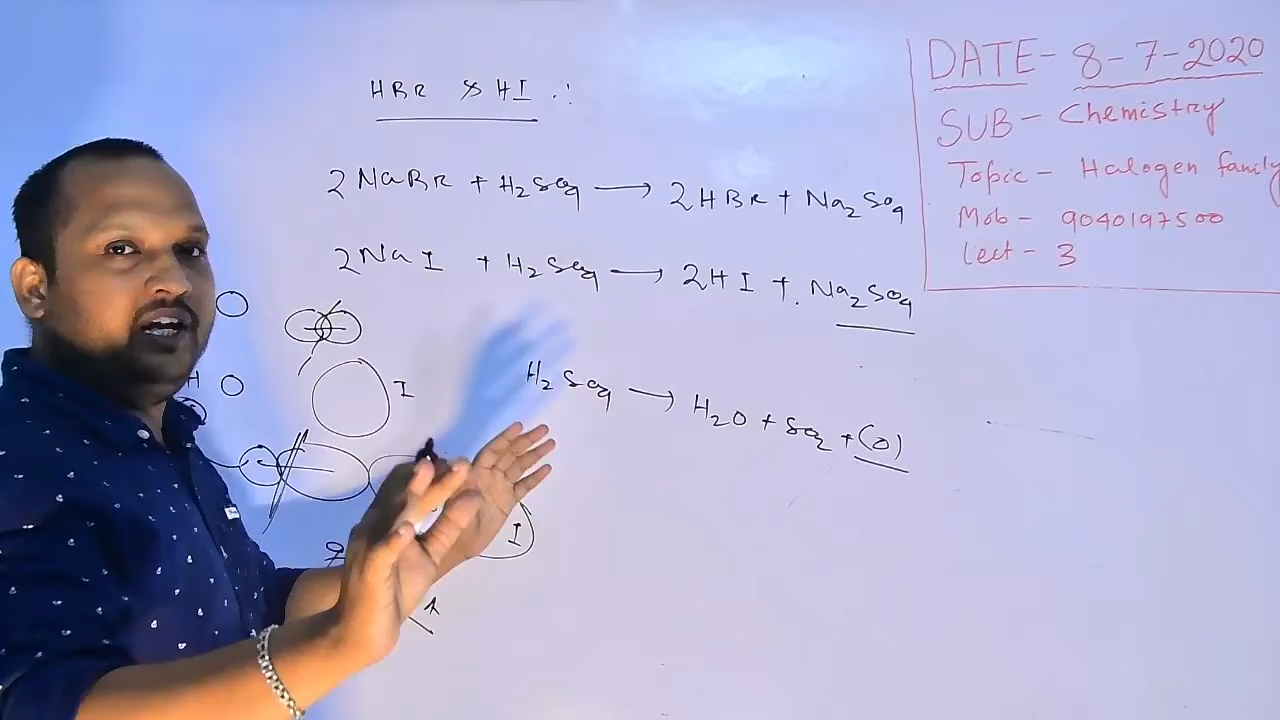 HBr & HI :
2NaBr + H2SO4 → 2HBr + Na2SO4
2NaI + H2SO4 → 2HI + Na2SO4
H2SO4 → H2O + SO2 + (O)
I
H
I
DATE - 8-7-2020
SUB - Chemistry
Topic - Halogen family
Mob - 9040197500
Lect - 3